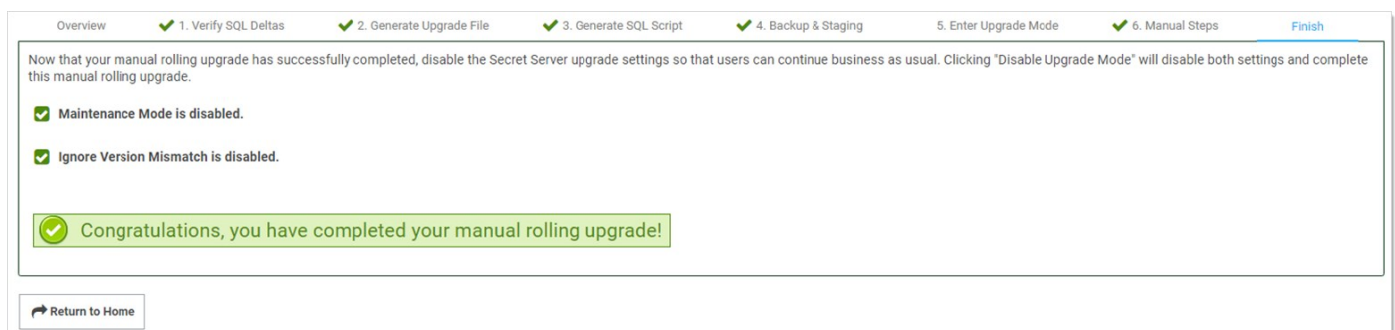 Overview
1. Verify SQL Deltas
2. Generate Upgrade File
3. Generate SQL Script
4. Backup & Staging
5. Enter Upgrade Mode
6. Manual Steps
Finish
Now that your manual rolling upgrade has successfully completed, disable the Secret Server upgrade settings so that users can continue business as usual. Clicking "Disable Upgrade Mode" will disable both settings and complete
this manual rolling upgrade.
Maintenance Mode is disabled.
Ignore Version Mismatch is disabled.
Congratulations, you have completed your manual rolling upgrade!
Return to Home